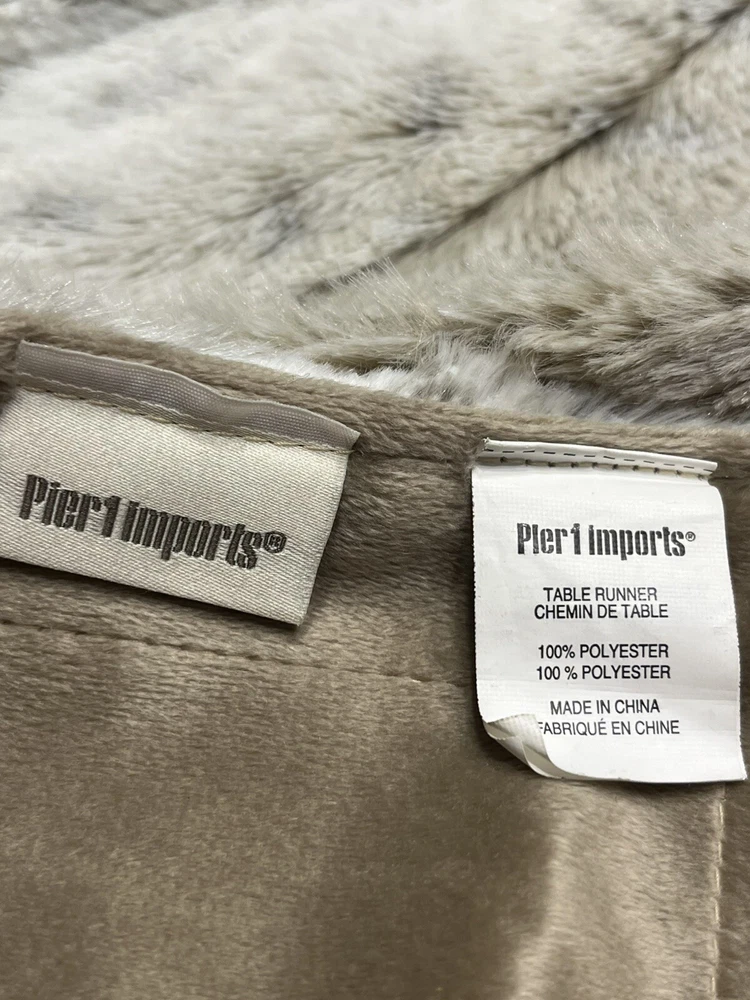 Pier1 imports®
Pier1 imports®
TABLE RUNNER
CHEMIN DE TABLE
100% POLYESTER
100 % POLYESTER
MADE IN CHINA
FABRIQUÉ EN CHINE